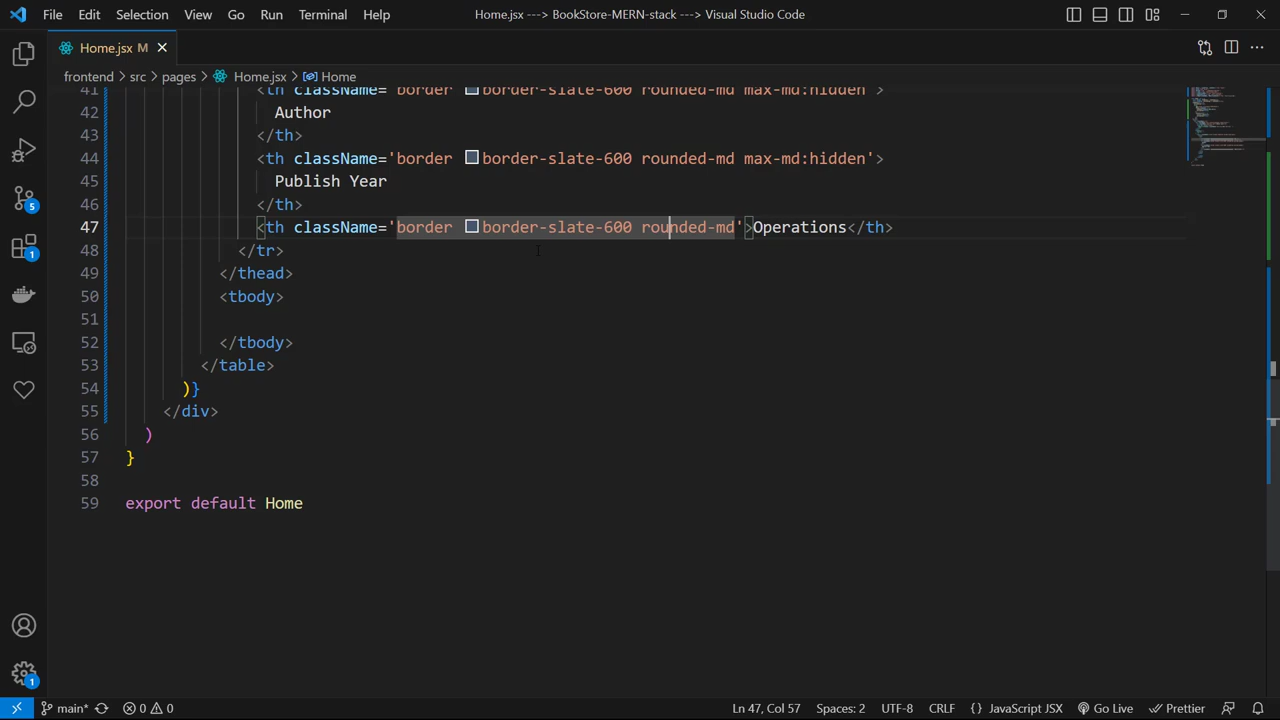 File Edit Selection View Go Run Terminal Help Home.jsx ---> BookStore-MERN-stack ---> Visual Studio Code
Home.jsx M
frontend > src > pages > Home.jsx > Home
41 <th className='border border-slate-600 rounded-md max-md:hidden'>
42 Author
43 </th>
44 <th className='border border-slate-600 rounded-md max-md:hidden'>
45 Publish Year
46 </th>
47 <th className='border border-slate-600 rounded-md'>Operations</th>
48 </tr>
49 </thead>
50 <tbody>
51
52 </tbody>
53 </table>
54 )}
55 </div>
56 )
57 }
58
59 export default Home
5
1
1
main* 0 0 Ln 47, Col 57 Spaces: 2 UTF-8 CRLF {} JavaScript JSX Go Live Prettier